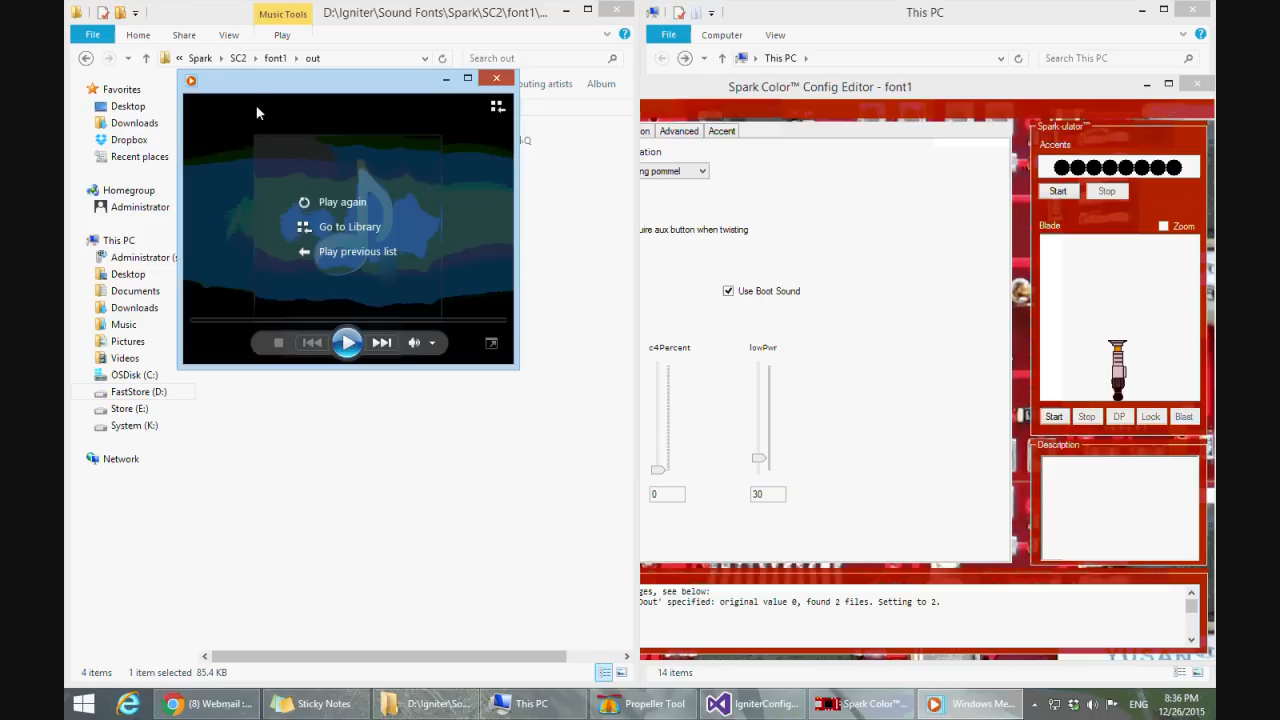 Music Tools
D:\Igniter\Sound Fonts\Spark\SC2\font1\...
File Home Share View Play
« Spark SC2 font1 out
Search out
buting artists Album
Favorites
Desktop
Downloads
Dropbox
Recent places
Homegroup
Administrator
This PC
Administrator (s
Desktop
Documents
Downloads
Music
Pictures
Videos
OSDisk (C:)
FastStore (D:)
Store (E:)
System (K:)
Network
4 items 1 item selected 85.4 KB
Play again
Go to Library
Play previous list
This PC
File Computer View
This PC
Search This PC
Spark Color™ Config Editor - font1
on Advanced Accent
ation
ng pommel
uire aux button when twisting
Use Boot Sound
c4Percent lowPwr
0 30
Spark-ulator™
Accents
Start Stop
Blade Zoom
Start Stop DP Lock Blast
Description
ges, see below:
Dout' specified: original value 0, found 2 files. Setting to 2.
14 items
(8) Webmail :... Sticky Notes D:\Igniter\So... This PC Propeller Tool IgniterConfig... Spark Color™... Windows Me...
ENG
8:36 PM
12/26/2015